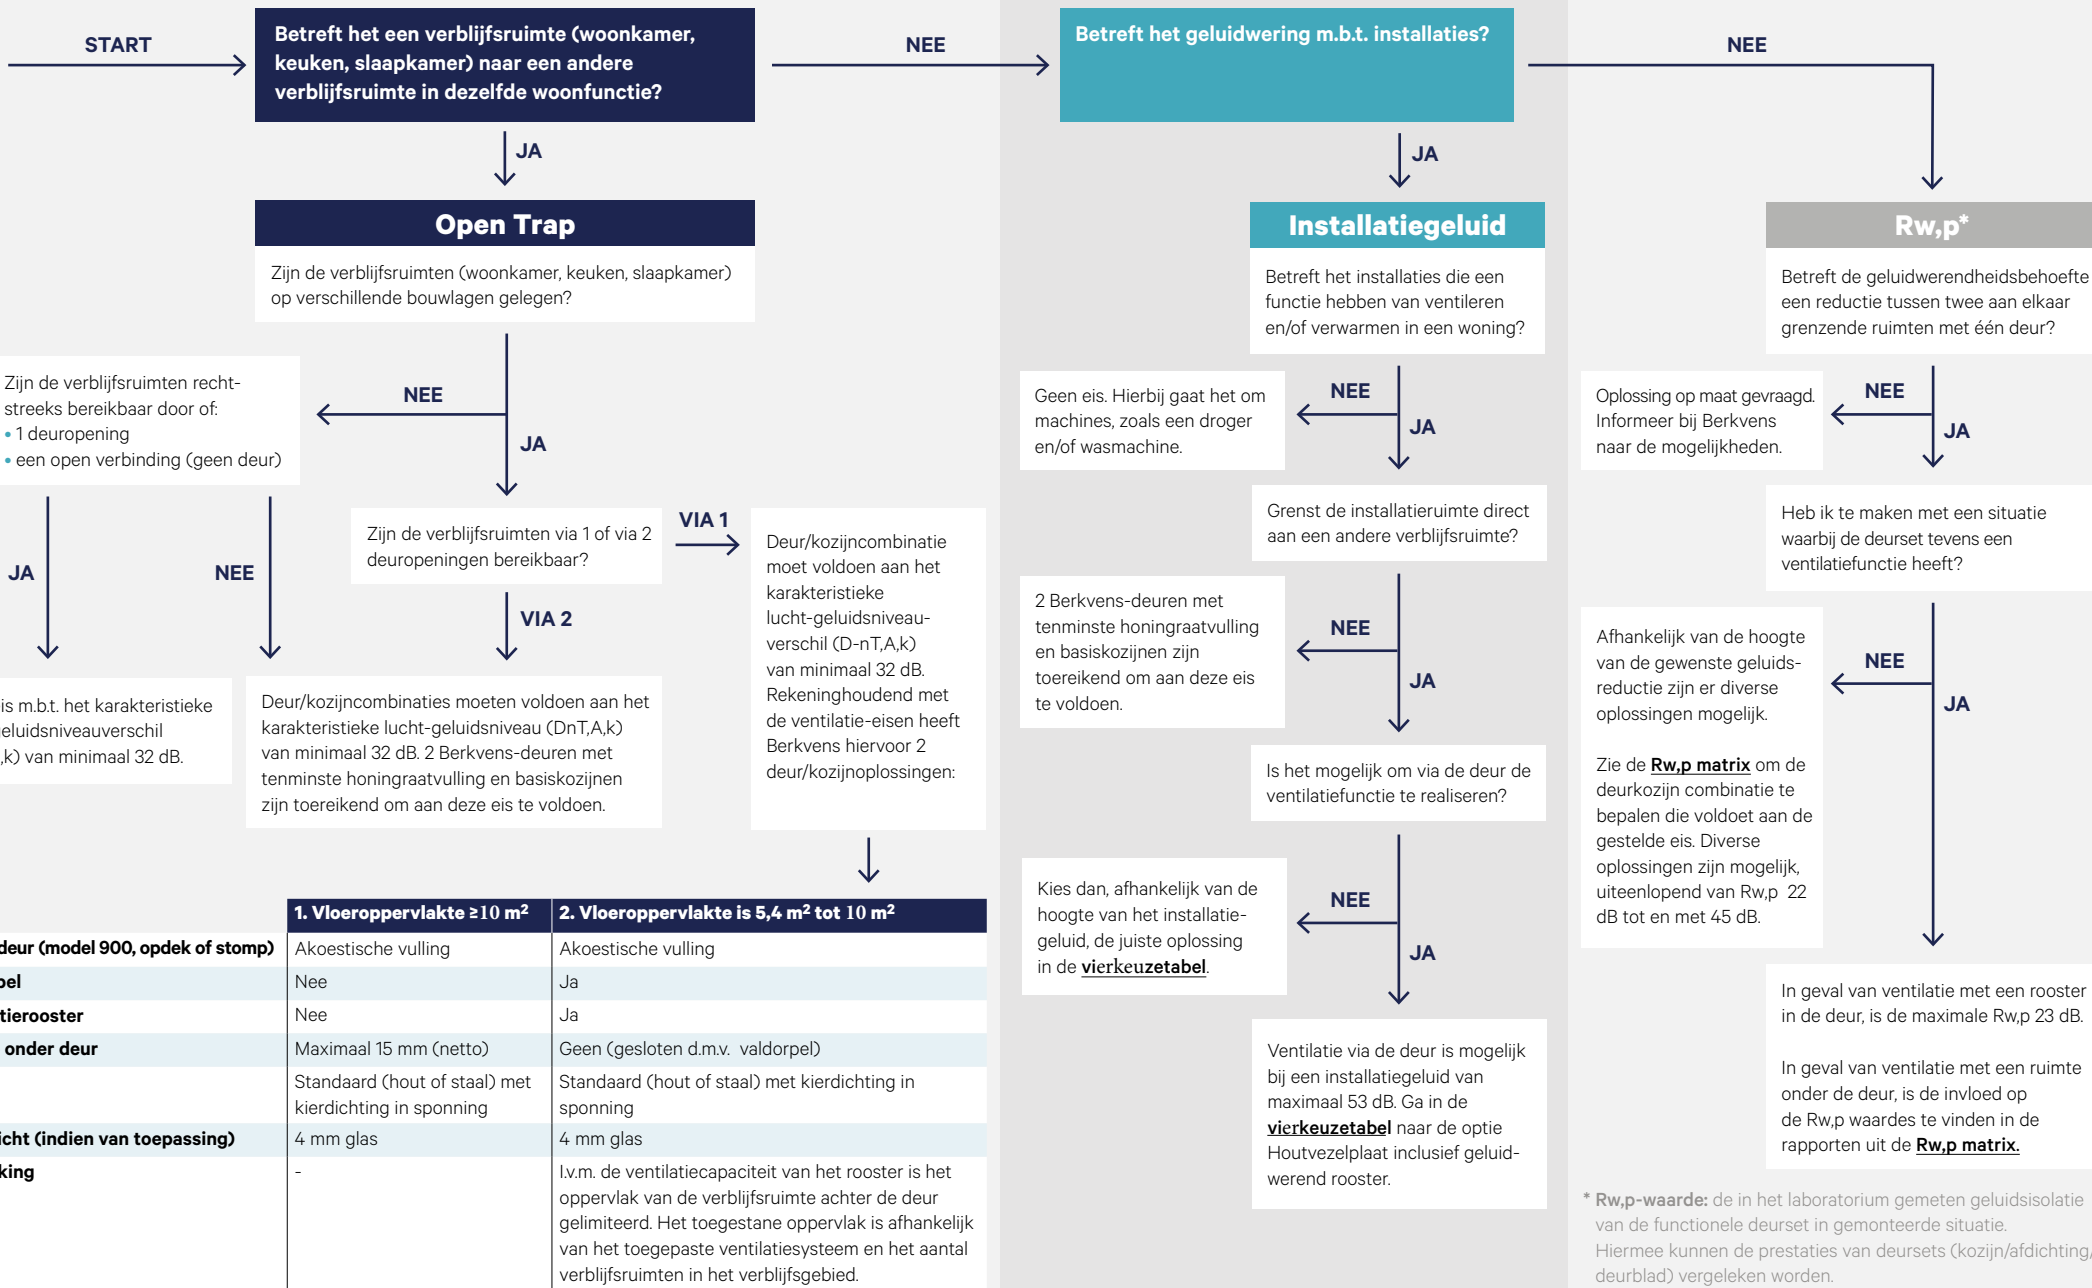 START
Betreft het een verblijfsruimte (woonkamer,
keuken, slaapkamer) naar een andere
verblijfsruimte in dezelfde woonfunctie?
NEE
Betreft het geluidwering m.b.t. installaties?
NEE
JA
Open Trap
Zijn de verblijfsruimten (woonkamer, keuken, slaapkamer)
op verschillende bouwlagen gelegen?
NEE
JA
Zijn de verblijfsruimten recht-
streeks bereikbaar door of:
• 1 deuropening
• een open verbinding (geen deur)
JA
NEE
Zijn de verblijfsruimten via 1 of via 2
deuropeningen bereikbaar?
VIA 1
VIA 2
Deur/kozijncombinatie
moet voldoen aan het
karakteristieke
lucht-geluidsniveau-
verschil (D-nT,A,k)
van minimaal 32 dB.
Rekeninghoudend met
de ventilatie-eisen heeft
Berkvens hiervoor 2
deur/kozijnoplossingen:
is m.b.t. het karakteristieke
eluidsniveauverschil
,k) van minimaal 32 dB.
Deur/kozijncombinaties moeten voldoen aan het
karakteristieke lucht-geluidsniveau (DnT,A,k)
van minimaal 32 dB. 2 Berkvens-deuren met
tenminste honingraatvulling en basiskozijnen
zijn toereikend om aan deze eis te voldoen.
1. Vloeroppervlakte ≥10 m² 2. Vloeroppervlakte is 5,4 m² tot 10 m²
deur (model 900, opdek of stomp) Akoestische vulling Akoestische vulling
pel Nee Ja
tierooster Nee Ja
onder deur Maximaal 15 mm (netto) Geen (gesloten d.m.v. valdorpel)
Standaard (hout of staal) met
kierdichting in sponning
Standaard (hout of staal) met kierdichting in
sponning
icht (indien van toepassing) 4 mm glas 4 mm glas
king - I.v.m. de ventilatiecapaciteit van het rooster is het
oppervlak van de verblijfsruimte achter de deur
gelimiteerd. Het toegestane oppervlak is afhankelijk
van het toegepaste ventilatiesysteem en het aantal
verblijfsruimten in het verblijfsgebied.
JA
Installatiegeluid
Betreft het installaties die een
functie hebben van ventileren
en/of verwarmen in een woning?
NEE
JA
Geen eis. Hierbij gaat het om
machines, zoals een droger
en/of wasmachine.
Grenst de installatieruimte direct
aan een andere verblijfsruimte?
NEE
JA
2 Berkvens-deuren met
tenminste honingraatvulling
en basiskozijnen zijn
toereikend om aan deze eis
te voldoen.
Is het mogelijk om via de deur de
ventilatiefunctie te realiseren?
NEE
JA
Kies dan, afhankelijk van de
hoogte van het installatie-
geluid, de juiste oplossing
in de vierkeuzetabel.
Ventilatie via de deur is mogelijk
bij een installatiegeluid van
maximaal 53 dB. Ga in de
vierkeuzetabel naar de optie
Houtvezelplaat inclusief geluid-
werend rooster.
Rw,p*
Betreft de geluidwerendheidsbehoefte
een reductie tussen twee aan elkaar
grenzende ruimten met één deur?
NEE
JA
Oplossing op maat gevraagd.
Informeer bij Berkvens
naar de mogelijkheden.
Heb ik te maken met een situatie
waarbij de deurset tevens een
ventilatiefunctie heeft?
NEE
JA
Afhankelijk van de hoogte
van de gewenste geluids-
reductie zijn er diverse
oplossingen mogelijk.
Zie de Rw,p matrix om de
deurkozijn combinatie te
bepalen die voldoet aan de
gestelde eis. Diverse
oplossingen zijn mogelijk,
uiteenlopend van Rw,p 22
dB tot en met 45 dB.
In geval van ventilatie met een rooster
in de deur, is de maximale Rw,p 23 dB.
In geval van ventilatie met een ruimte
onder de deur, is de invloed op
de Rw,p waardes te vinden in de
rapporten uit de Rw,p matrix.
* Rw,p-waarde: de in het laboratorium gemeten geluidsisolatie
van de functionele deurset in gemonteerde situatie.
Hiermee kunnen de prestaties van deursets (kozijn/afdichting/
deurblad) vergeleken worden.